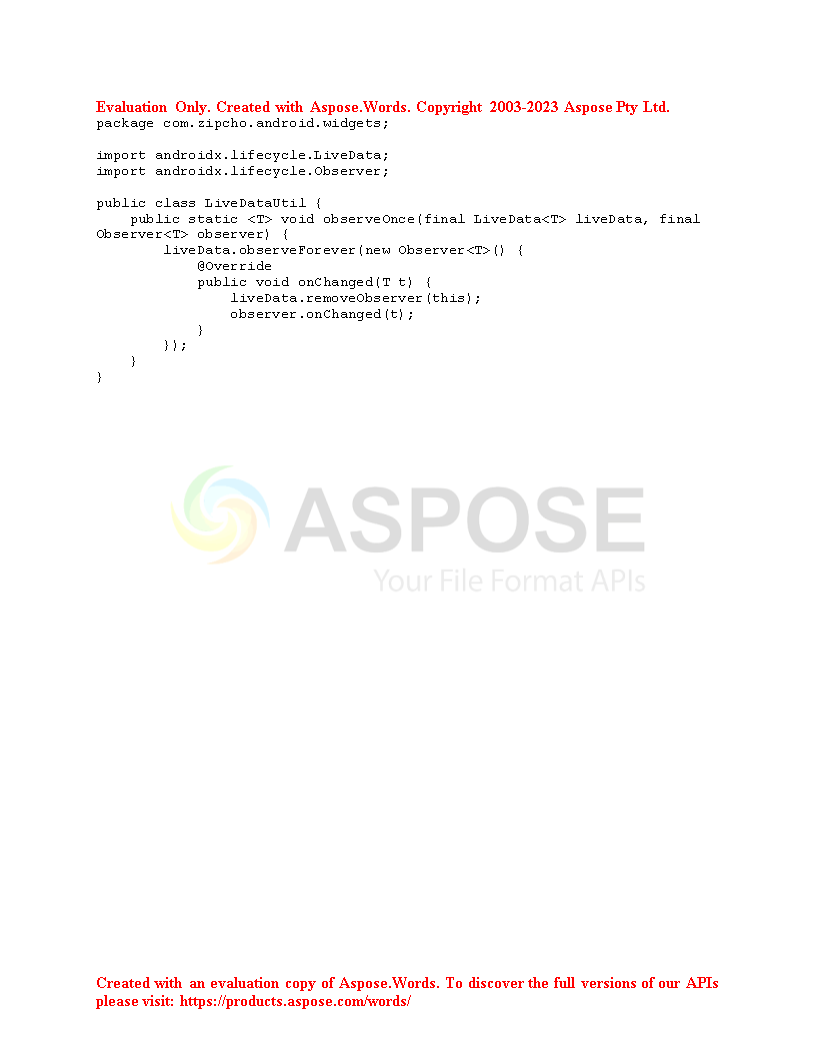 Evaluation Only. Created with Aspose.Words. Copyright 2003-2023 Aspose Pty Ltd.
package com.zipcho.android.widgets;

import androidx.lifecycle.LiveData;
import androidx.lifecycle.Observer;

public class LiveDataUtil {
    public static <T> void observeOnce(final LiveData<T> liveData, final
Observer<T> observer) {
        liveData.observeForever(new Observer<T>() {
            @Override
            public void onChanged(T t) {
                liveData.removeObserver(this);
                observer.onChanged(t);
            }
        });
    }
}
ASPOSE
Your File Format APIs
Created with an evaluation copy of Aspose.Words. To discover the full versions of our APIs
please visit: https://products.aspose.com/words/